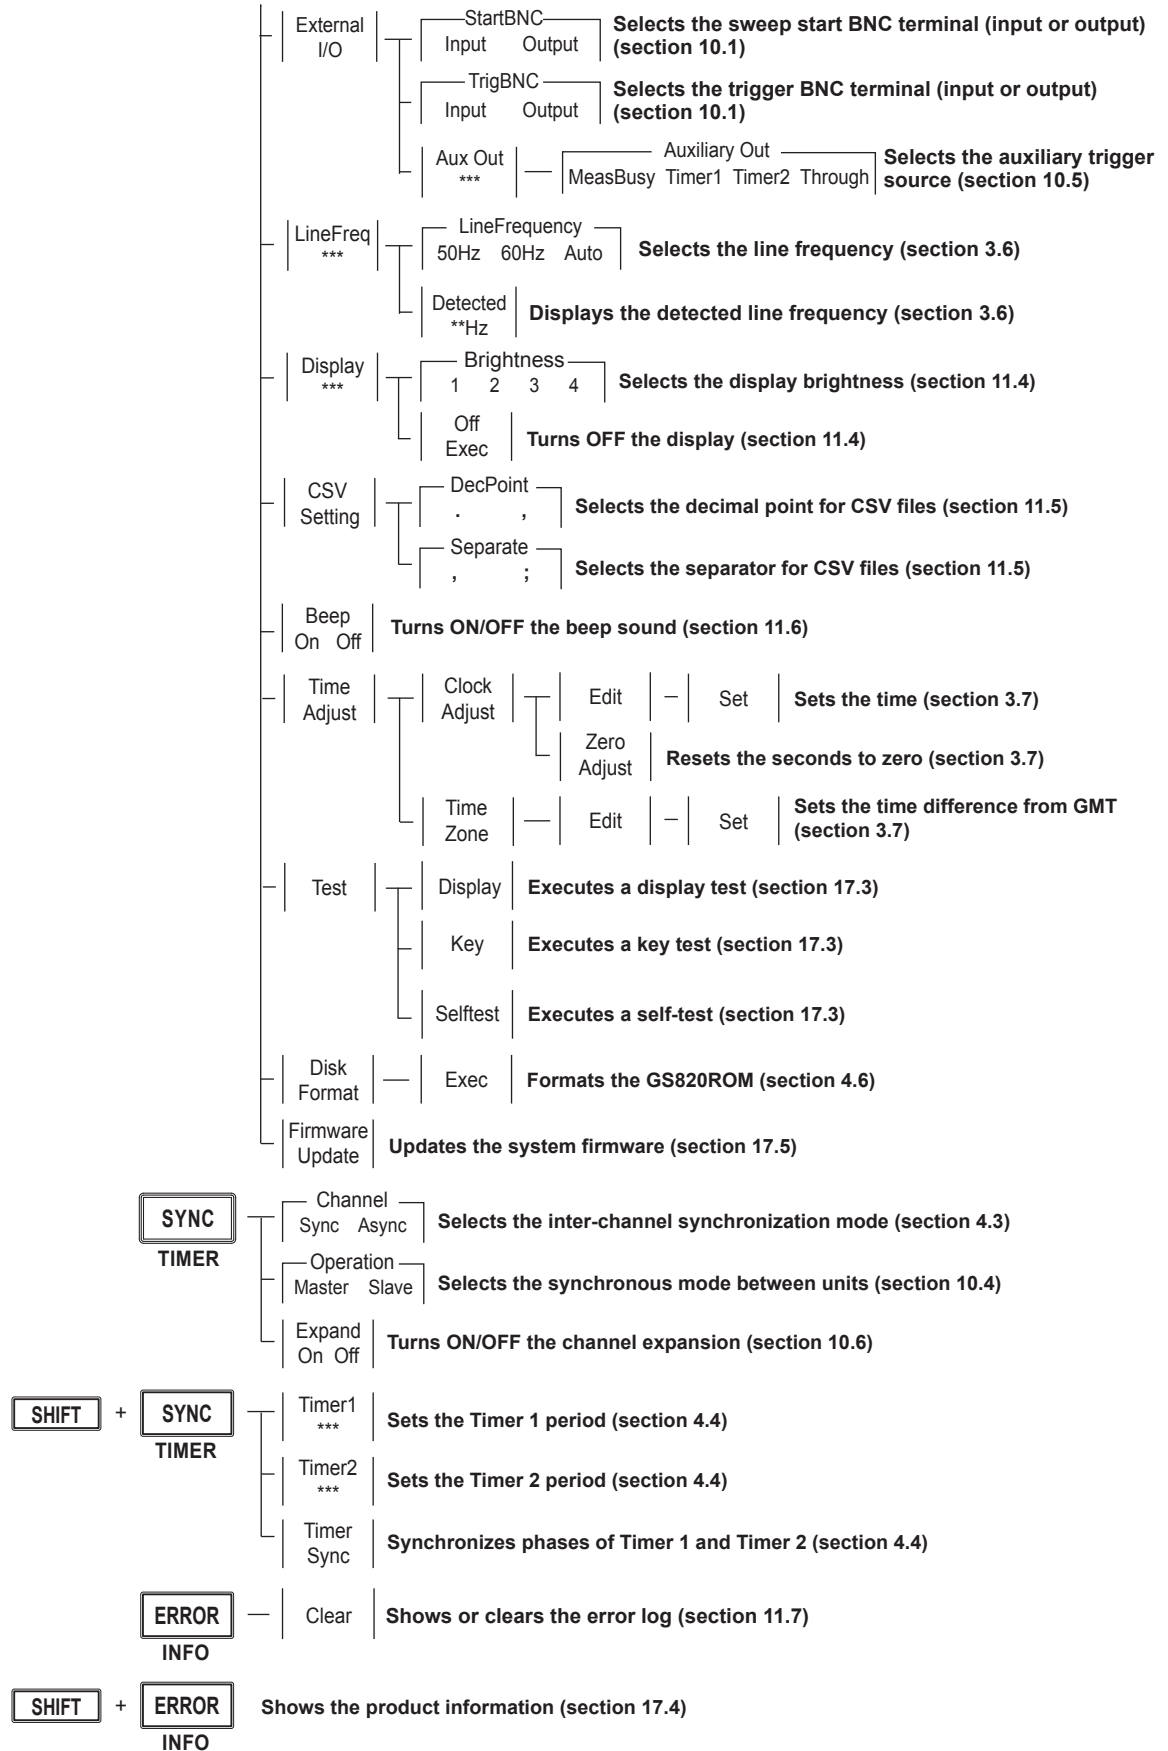 External
I/O
StartBNC
Input Output
Selects the sweep start BNC terminal (input or output)
(section 10.1)
TrigBNC
Input Output
Selects the trigger BNC terminal (input or output)
(section 10.1)
Aux Out
***
Auxiliary Out
MeasBusy Timer1 Timer2 Through
Selects the auxiliary trigger
source (section 10.5)
LineFreq
***
LineFrequency
50Hz 60Hz Auto
Selects the line frequency (section 3.6)
Detected
**Hz
Displays the detected line frequency (section 3.6)
Display
***
Brightness
1 2 3 4
Selects the display brightness (section 11.4)
Off
Exec
Turns OFF the display (section 11.4)
CSV
Setting
DecPoint
. ,
Selects the decimal point for CSV files (section 11.5)
Separate
, ;
Selects the separator for CSV files (section 11.5)
Beep
On Off
Turns ON/OFF the beep sound (section 11.6)
Time
Adjust
Clock
Adjust
Edit
Set
Sets the time (section 3.7)
Zero
Adjust
Resets the seconds to zero (section 3.7)
Time
Zone
Edit
Set
Sets the time difference from GMT
(section 3.7)
Test
Display
Executes a display test (section 17.3)
Key
Executes a key test (section 17.3)
Selftest
Executes a self-test (section 17.3)
Disk
Format
Exec
Formats the GS820ROM (section 4.6)
Firmware
Update
Updates the system firmware (section 17.5)
SYNC
TIMER
Channel
Sync Async
Selects the inter-channel synchronization mode (section 4.3)
Operation
Master Slave
Selects the synchronous mode between units (section 10.4)
Expand
On Off
Turns ON/OFF the channel expansion (section 10.6)
SHIFT + SYNC
TIMER
Timer1
***
Sets the Timer 1 period (section 4.4)
Timer2
***
Sets the Timer 2 period (section 4.4)
Timer
Sync
Synchronizes phases of Timer 1 and Timer 2 (section 4.4)
ERROR
INFO
Clear
Shows or clears the error log (section 11.7)
SHIFT + ERROR
INFO
Shows the product information (section 17.4)